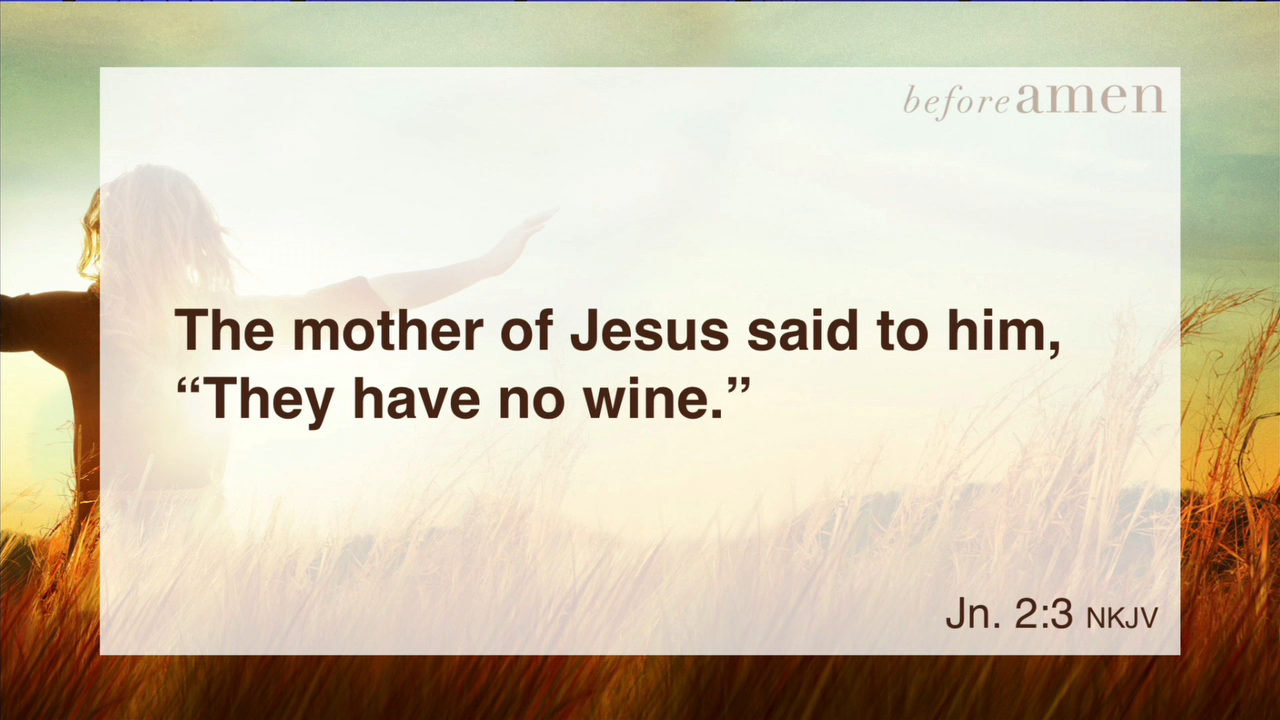 before amen
The mother of Jesus said to him,
“They have no wine.”
Jn. 2:3 NKJV